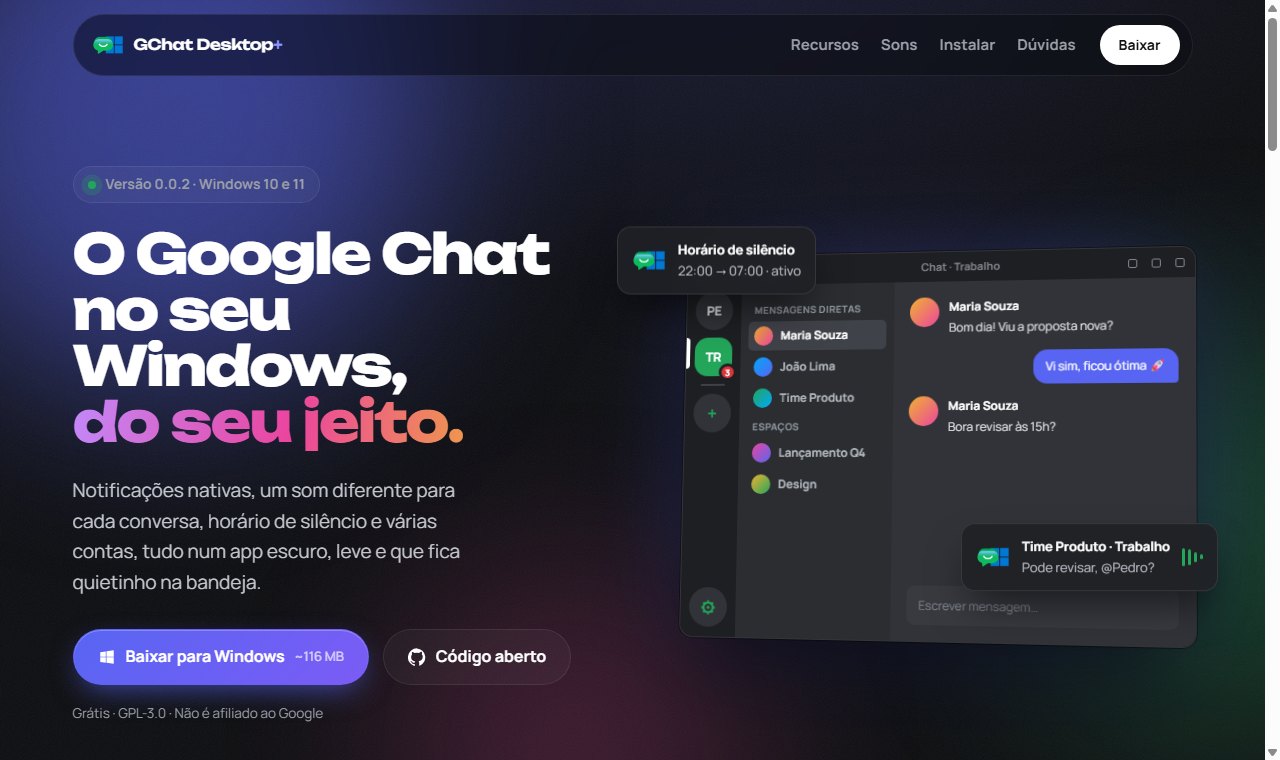 GChat Desktop+
Recursos
Sons
Instalar
Dúvidas
Baixar
Versão 0.0.2 · Windows 10 e 11
O Google Chat
no seu
Windows,
do seu jeito.
Notificações nativas, um som diferente para
cada conversa, horário de silêncio e várias
contas, tudo num app escuro, leve e que fica
quietinho na bandeja.
Baixar para Windows ~116 MB
Código aberto
Grátis · GPL-3.0 · Não é afiliado ao Google
Horário de silêncio
22:00 → 07:00 · ativo
Chat · Trabalho
PE
TR
3
+
MENSAGENS DIRETAS
Maria Souza
João Lima
Time Produto
ESPAÇOS
Lançamento Q4
Design
Maria Souza
Bom dia! Viu a proposta nova?
Vi sim, ficou ótima 🚀
Maria Souza
Bora revisar às 15h?
Time Produto · Trabalho
Pode revisar, @Pedro?
Escrever mensagem...